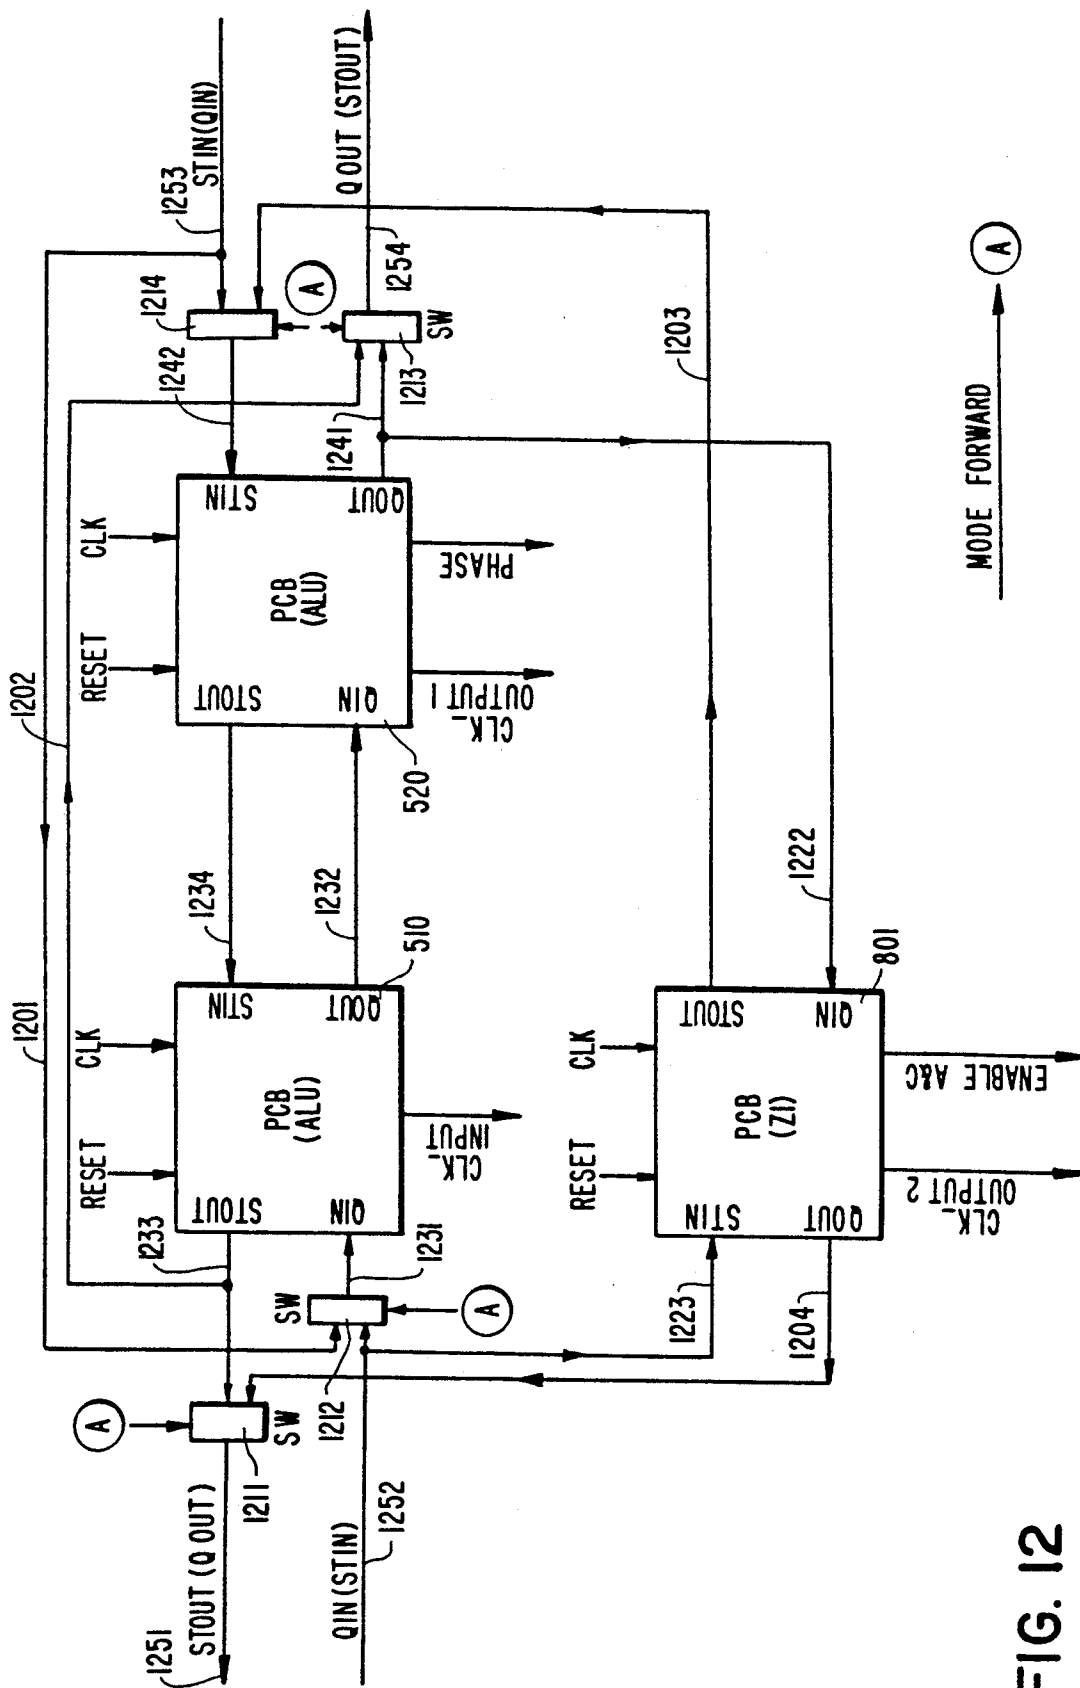 1251
STOUT (Q OUT)
1211
SW
A
QIN(STIN)
1252
1212
SW
A
1233
1231
1201
1202
RESET
CLK
STOUT
STIN
PCB
(ALU)
QIN
QOUT
510
CLK_
INPUT
1234
1232
RESET
CLK
STOUT
STIN
PCB
(ALU)
QIN
QOUT
520
CLK_
OUTPUT 1
PHASE
1242
1241
1214
A
1213
SW
1253
STIN(QIN)
Q OUT (STOUT)
1254
1223
1204
RESET
CLK
STIN
STOUT
PCB
(ZI)
QOUT
QIN
801
CLK_
OUTPUT 2
ENABLE A&C
1222
1203
MODE FORWARD
A
FIG. 12